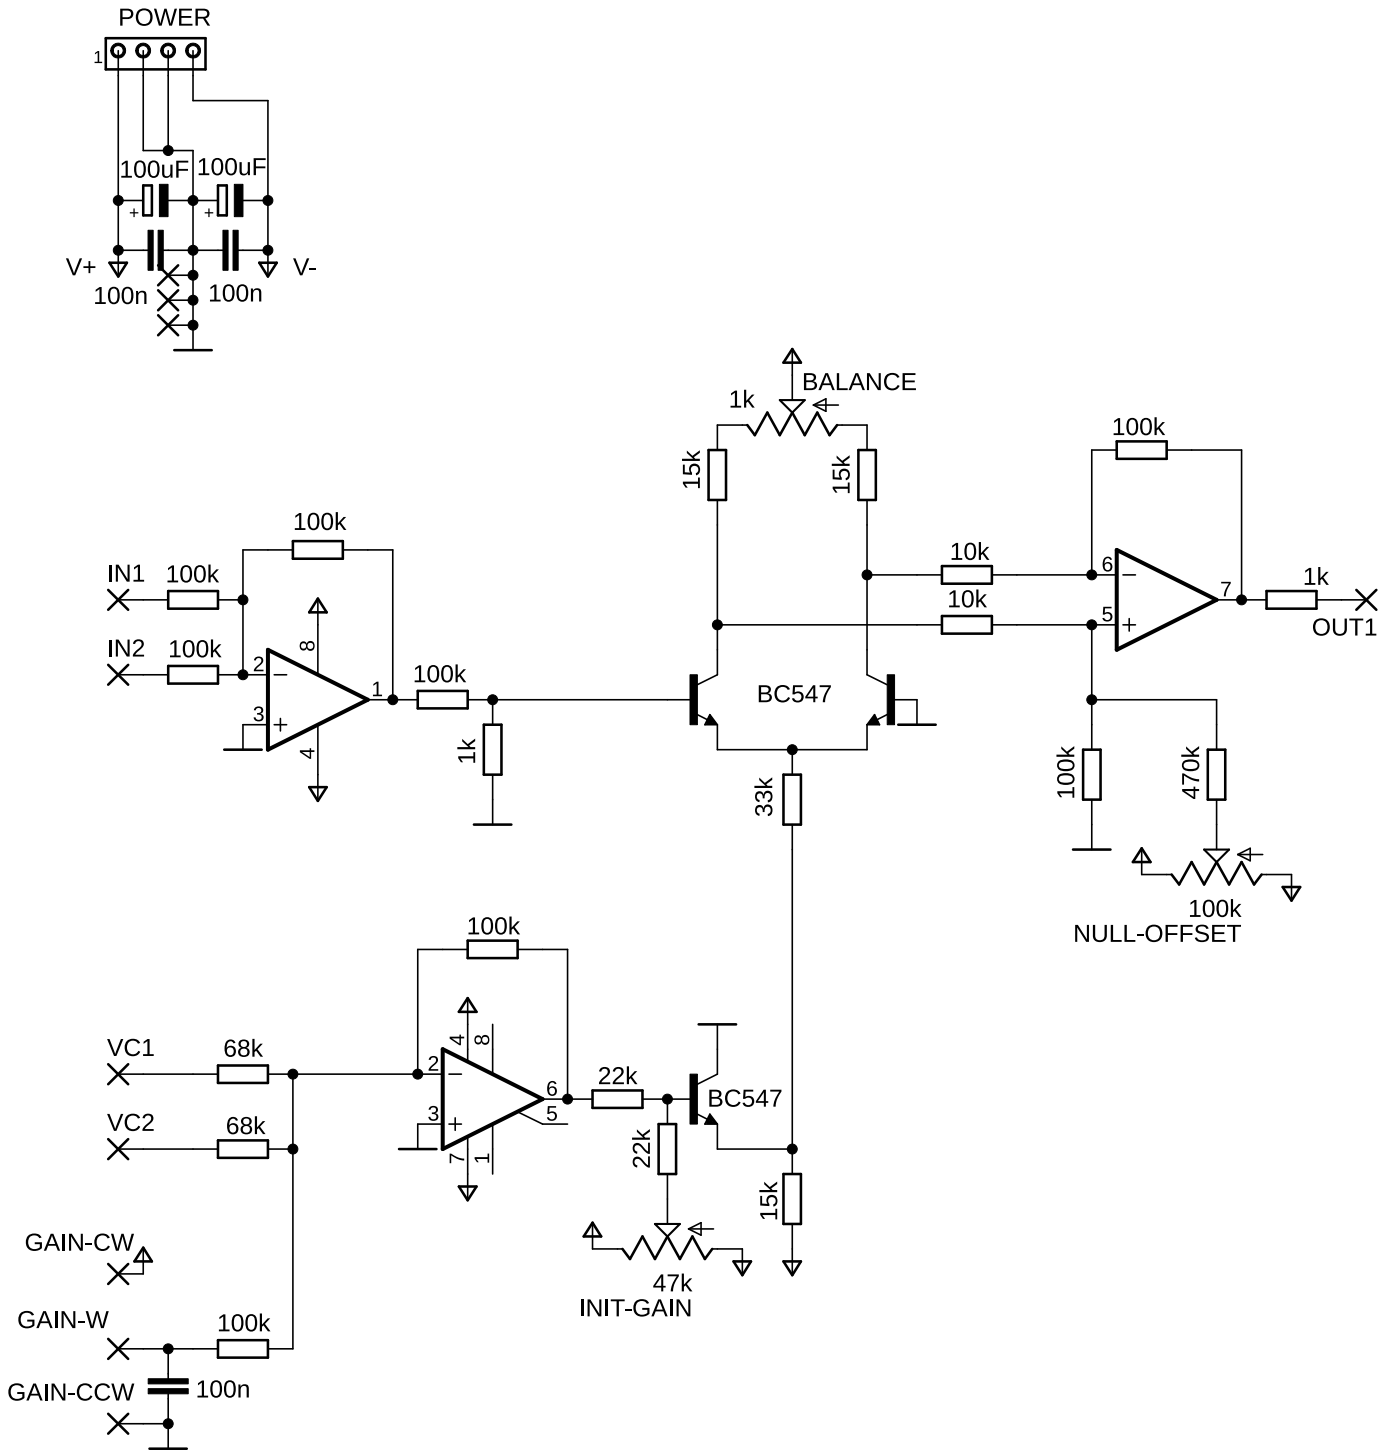 POWER
1
100uF
100uF
+
+
V+
V-
100n
100n
BALANCE
1k
15k
15k
100k
100k
10k
6
7
1k
IN1
100k
10k
5
OUT1
IN2
100k
2
8
1
100k
BC547
3
4
1k
33k
100k
470k
100k
NULL-OFFSET
100k
VC1
68k
4
8
2
6
22k
BC547
VC2
68k
3
5
7
1
22k
15k
GAIN-CW
47k
INIT-GAIN
GAIN-W
100k
GAIN-CCW
100n